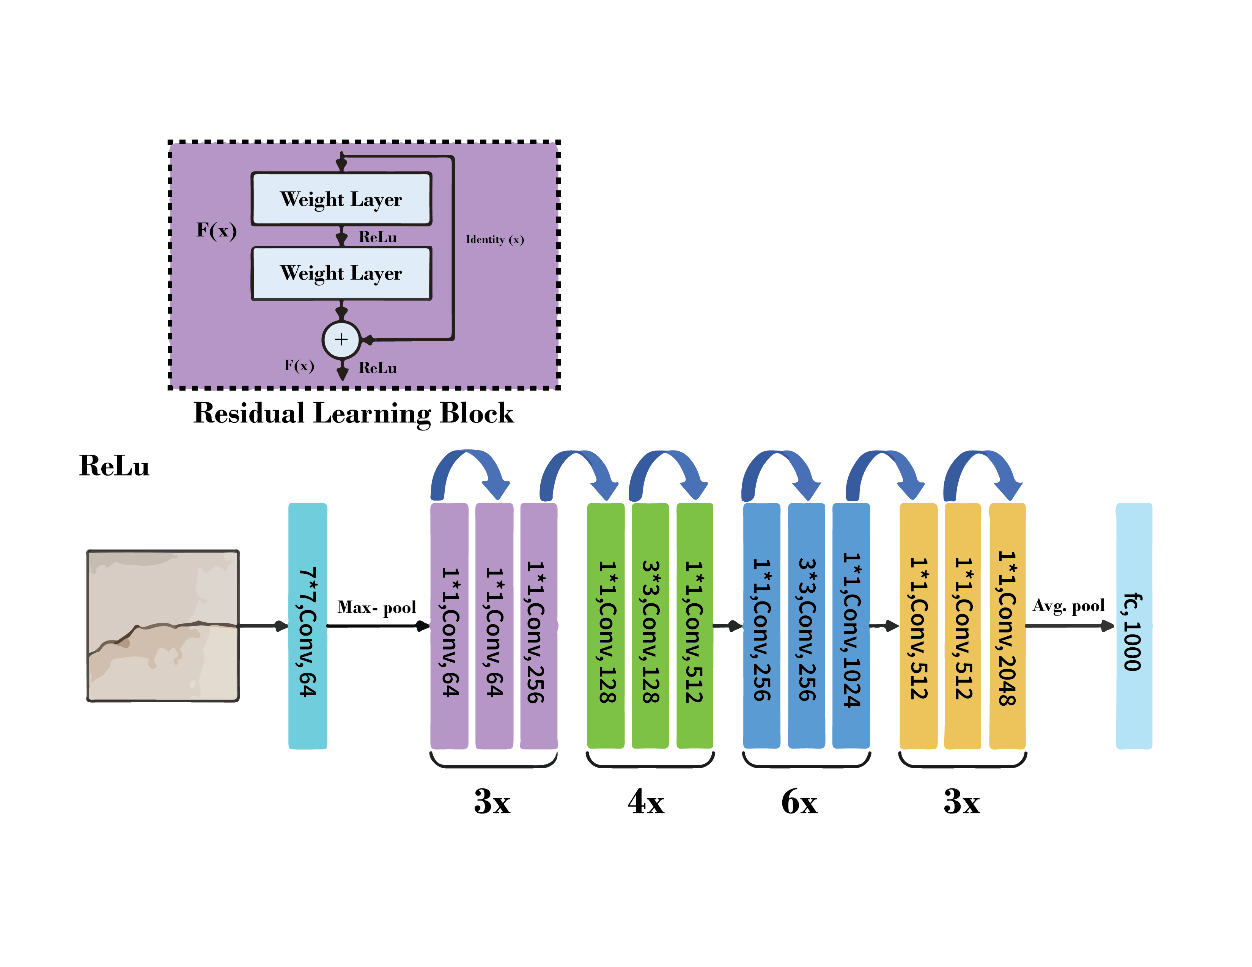 Weight Layer
F(x)
ReLu
Identity (x)
Weight Layer
+
F(x)
ReLu
Residual Learning Block
ReLu
7*7,Conv, 64
Max- pool
1*1,Conv, 64
1*1,Conv, 64
1*1,Conv, 256
1*1,Conv, 128
3*3,Conv, 128
1*1,Conv, 512
1*1,Conv, 256
3*3,Conv, 256
1*1,Conv, 1024
1*1,Conv, 512
1*1,Conv, 512
1*1,Conv, 2048
Avg. pool
fc, 1000
3x
4x
6x
3x